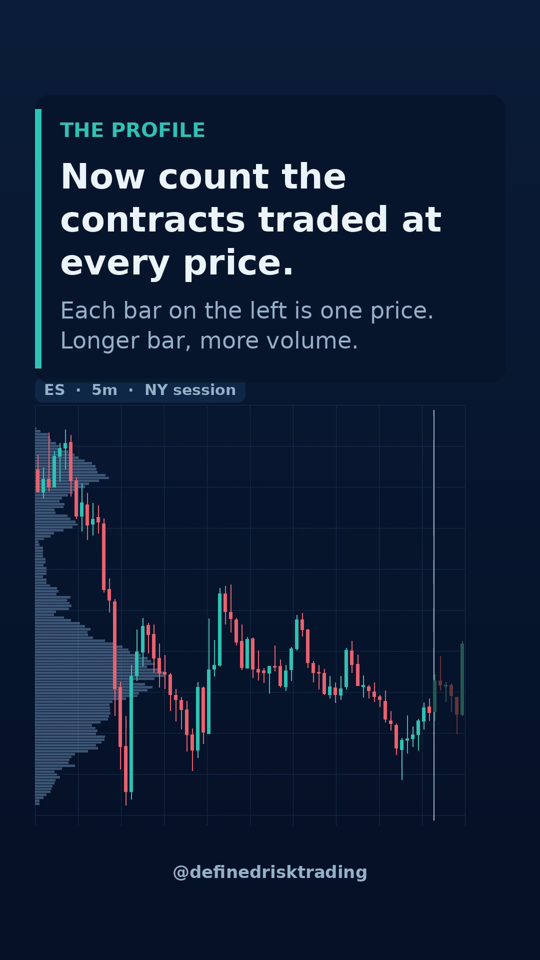 THE PROFILE
Now count the
contracts traded at
every price.
Each bar on the left is one price.
Longer bar, more volume.
ES · 5m · NY session
@definedrisktrading